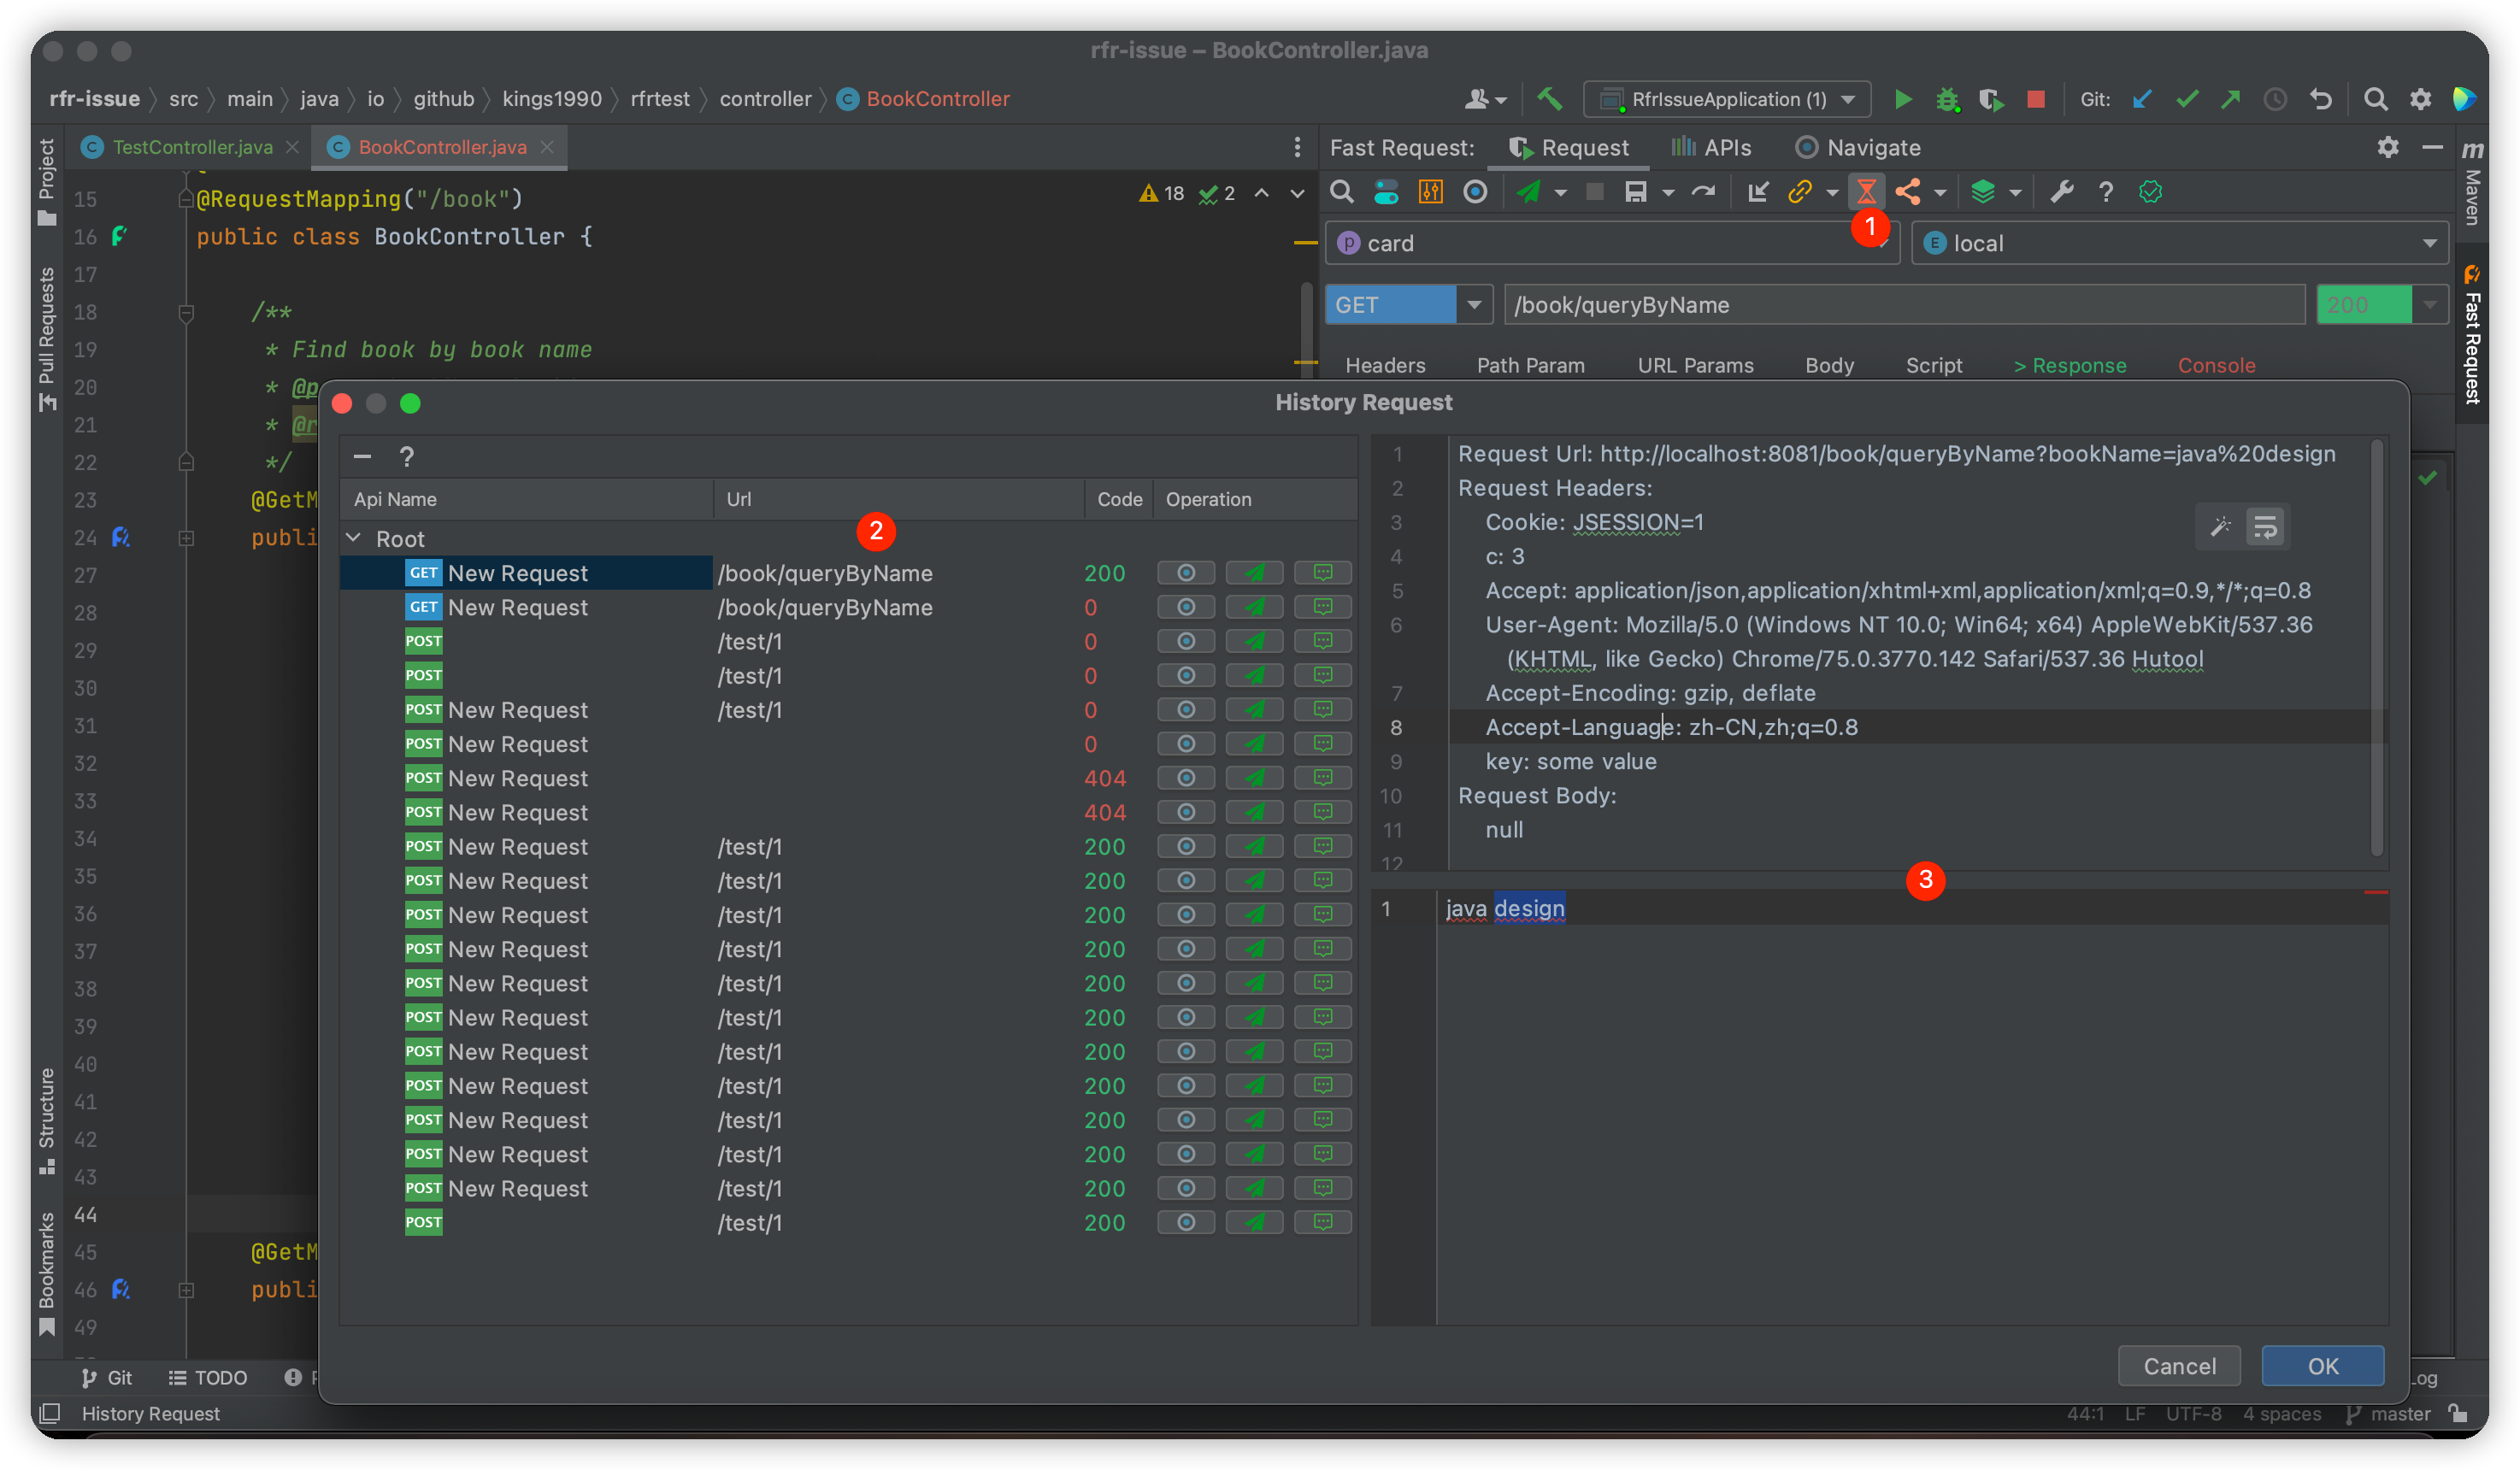 rfr-issue – BookController.java
rfr-issue src main java io github kings1990 rfrtest controller BookController
RfrIssueApplication (1)
Git:
Project
Pull Requests
Structure
Bookmarks
TestController.java
BookController.java
Fast Request: Request APIs Navigate
Maven
Fast Request
18 2
1
card
local
GET
/book/queryByName
200
Headers Path Param URL Params Body Script > Response Console
15 @RequestMapping("/book")
16 public class BookController {
17
18 /**
19 * Find book by book name
20 * @p
21 * @r
22 */
23 @GetM
24 publi
27
28
29
30
31
32
33
34
35
36
37
38
39
40
41
42
43
44
45 @GetM
46 publi
49
History Request
Api Name Url Code Operation
2
Root
GET New Request /book/queryByName 200
GET New Request /book/queryByName 0
POST /test/1 0
POST /test/1 0
POST New Request /test/1 0
POST New Request 0
POST New Request 404
POST New Request 404
POST New Request /test/1 200
POST New Request /test/1 200
POST New Request /test/1 200
POST New Request /test/1 200
POST New Request /test/1 200
POST New Request /test/1 200
POST New Request /test/1 200
POST New Request /test/1 200
POST New Request /test/1 200
POST New Request /test/1 200
POST New Request /test/1 200
POST /test/1 200
1 Request Url: http://localhost:8081/book/queryByName?bookName=java%20design
2 Request Headers:
3 Cookie: JSESSION=1
4 c: 3
5 Accept: application/json,application/xhtml+xml,application/xml;q=0.9,*/*;q=0.8
6 User-Agent: Mozilla/5.0 (Windows NT 10.0; Win64; x64) AppleWebKit/537.36
(KHTML, like Gecko) Chrome/75.0.3770.142 Safari/537.36 Hutool
7 Accept-Encoding: gzip, deflate
8 Accept-Language: zh-CN,zh;q=0.8
9 key: some value
10 Request Body:
11 null
12
3
1 java design
Cancel
OK
Git
TODO
History Request
44:1 LF UTF-8 4 spaces master